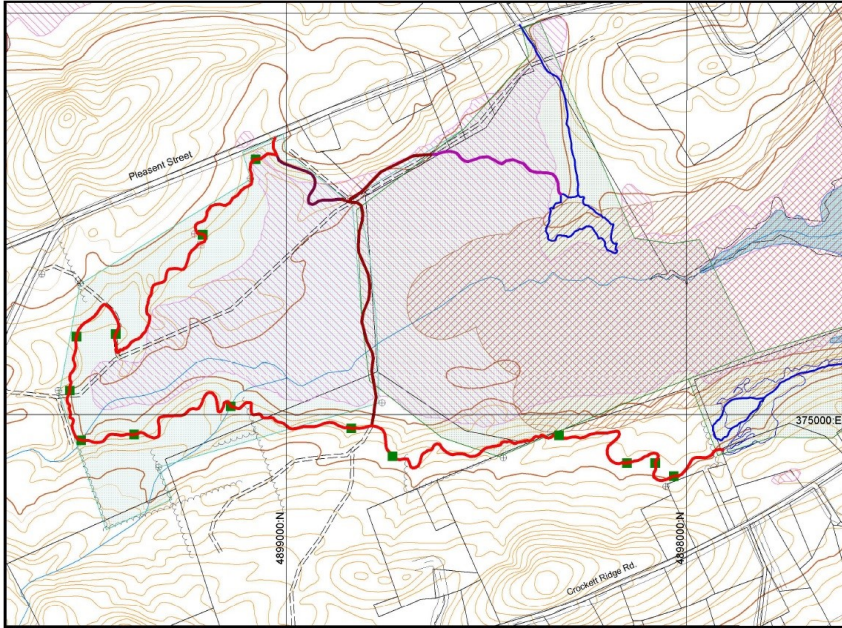 Pleasent Street
375000:E
4899000:N
4898000:N
Crockett Ridge Rd.